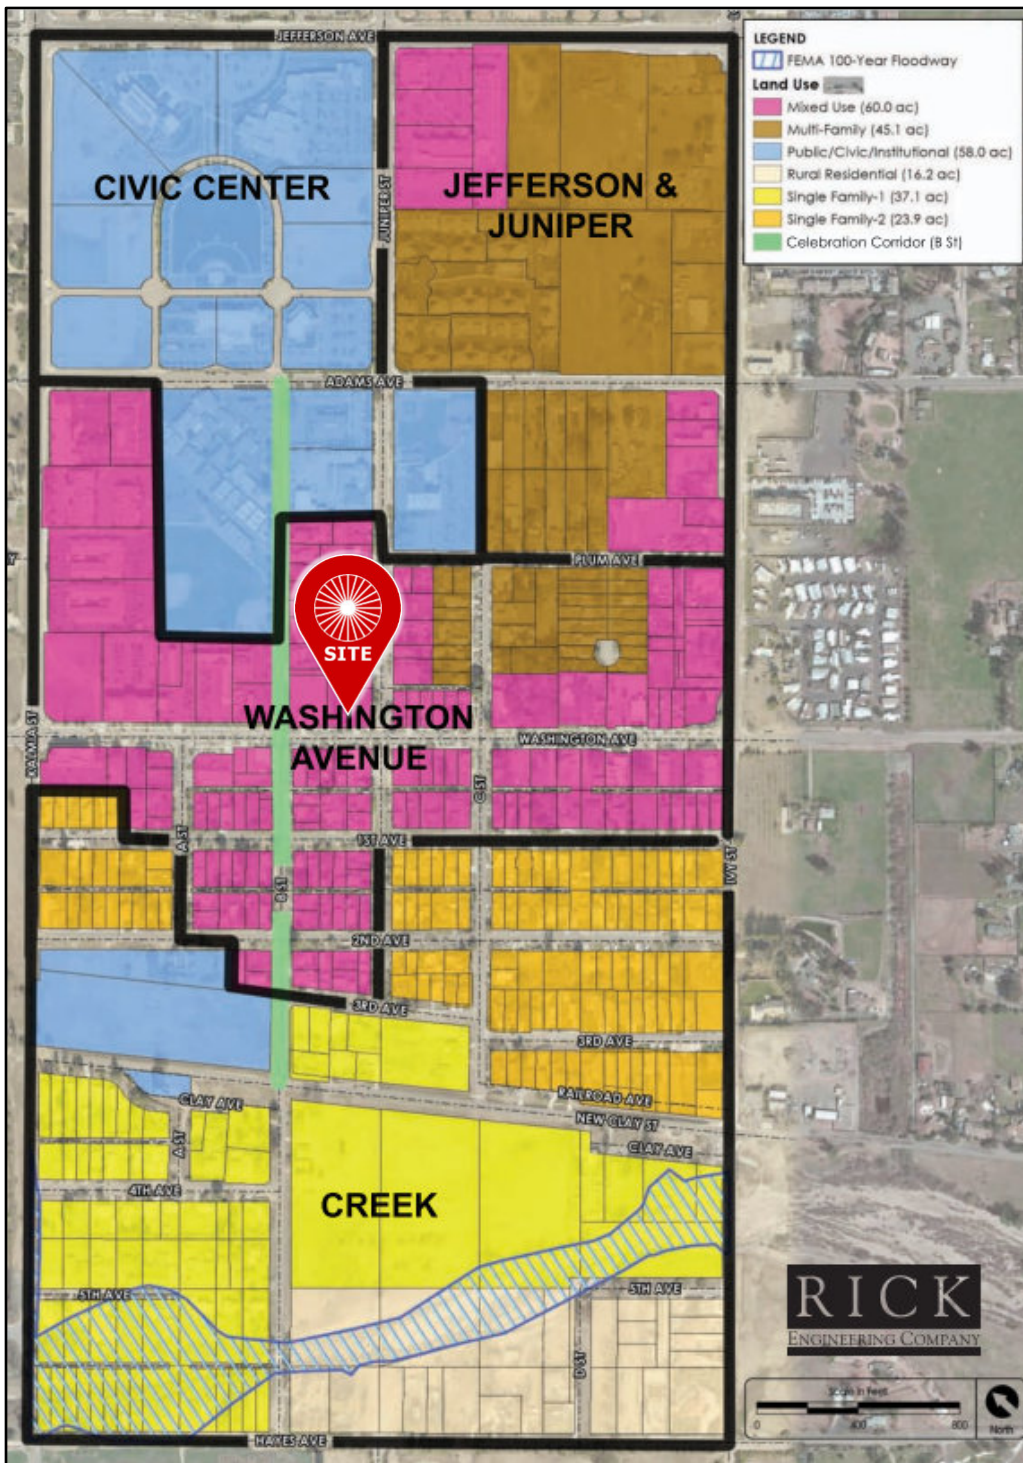 JEFFERSON AVE
LEGEND
FEMA 100-Year Floodway
Land Use
Mixed Use (60.0 ac)
Multi-Family (45.1 ac)
Public/Civic/Institutional (58.0 ac)
Rural Residential (16.2 ac)
Single Family-1 (37.1 ac)
Single Family-2 (23.9 ac)
Celebration Corridor (B St)
CIVIC CENTER
JUNIPER ST
JEFFERSON &
JUNIPER
ADAMS AVE
PLUM AVE
SITE
WASHINGTON
AVENUE
WASHINGTON AVE
KALMIA ST
C ST
1ST AVE
A ST
B ST
IVY ST
2ND AVE
3RD AVE
3RD AVE
RAILROAD AVE
CLAY AVE
NEW CLAY ST
A ST
CLAY AVE
4TH AVE
CREEK
5TH AVE
5TH AVE
D ST
HAYES AVE
RICK
ENGINEERING COMPANY
Scale in Feet
0
400
800
North